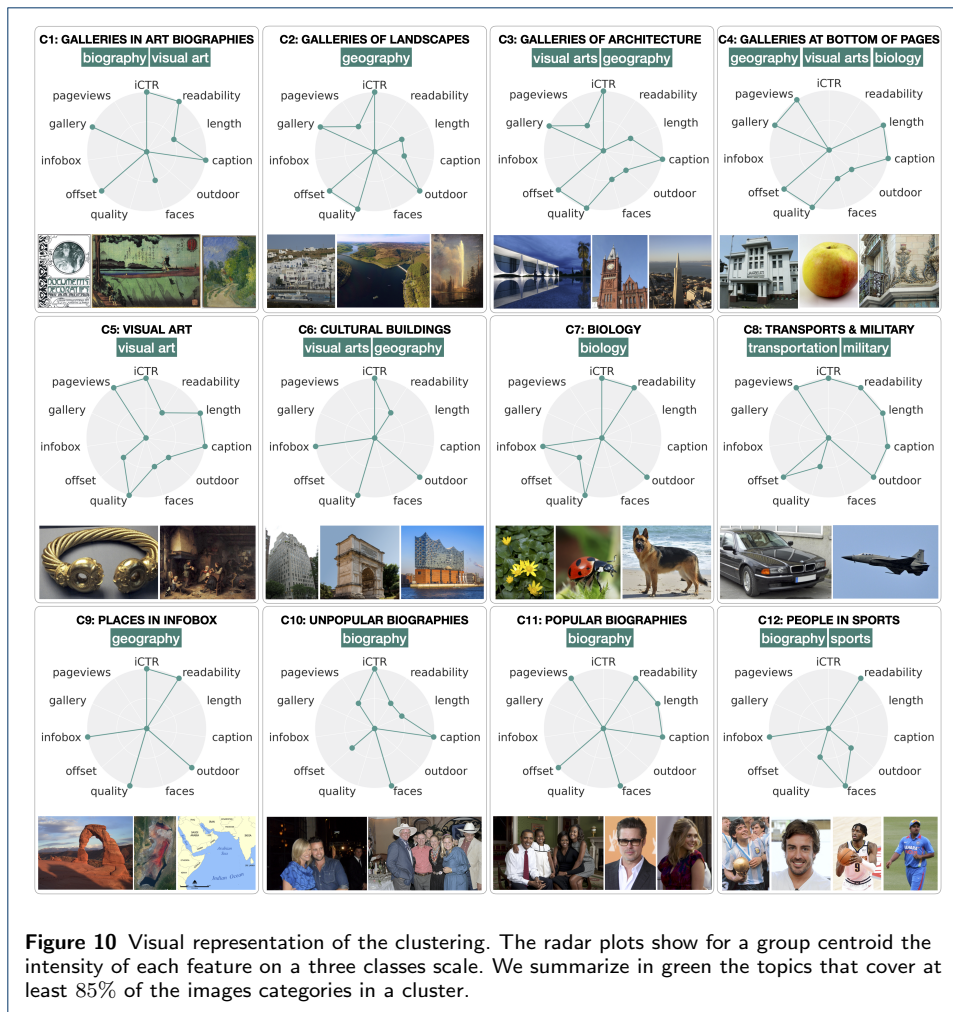 C1: GALLERIES IN ART BIOGRAPHIES
biography visual art
iCTR
pageviews
readability
gallery
length
infobox
caption
offset
outdoor
quality
faces
C2: GALLERIES OF LANDSCAPES
geography
iCTR
pageviews
readability
gallery
length
infobox
caption
offset
outdoor
quality
faces
C3: GALLERIES OF ARCHITECTURE
visual arts geography
iCTR
pageviews
readability
gallery
length
infobox
caption
offset
outdoor
quality
faces
C4: GALLERIES AT BOTTOM OF PAGES
geography visual arts biology
iCTR
pageviews
readability
gallery
length
infobox
caption
offset
outdoor
quality
faces
C5: VISUAL ART
visual art
iCTR
pageviews
readability
gallery
length
infobox
caption
offset
outdoor
quality
faces
C6: CULTURAL BUILDINGS
visual arts geography
iCTR
pageviews
readability
gallery
length
infobox
caption
offset
outdoor
quality
faces
C7: BIOLOGY
biology
iCTR
pageviews
readability
gallery
length
infobox
caption
offset
outdoor
quality
faces
C8: TRANSPORTS & MILITARY
transportation military
iCTR
pageviews
readability
gallery
length
infobox
caption
offset
outdoor
quality
faces
C9: PLACES IN INFOBOX
geography
iCTR
pageviews
readability
gallery
length
infobox
caption
offset
outdoor
quality
faces
Indian Ocean
C10: UNPOPULAR BIOGRAPHIES
biography
iCTR
pageviews
readability
gallery
length
infobox
caption
offset
outdoor
quality
faces
C11: POPULAR BIOGRAPHIES
biography
iCTR
pageviews
readability
gallery
length
infobox
caption
offset
outdoor
quality
faces
C12: PEOPLE IN SPORTS
biography sports
iCTR
pageviews
readability
gallery
length
infobox
caption
offset
outdoor
quality
faces
9
Figure 10 Visual representation of the clustering. The radar plots show for a group centroid the
intensity of each feature on a three classes scale. We summarize in green the topics that cover at
least 85% of the images categories in a cluster.